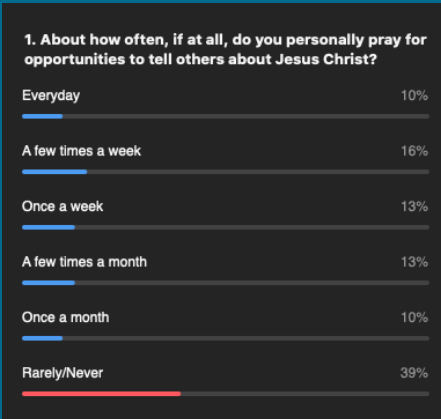 1. About how often, if at all, do you personally pray for
opportunities to tell others about Jesus Christ?
Everyday 10%
A few times a week 16%
Once a week 13%
A few times a month 13%
Once a month 10%
Rarely/Never 39%